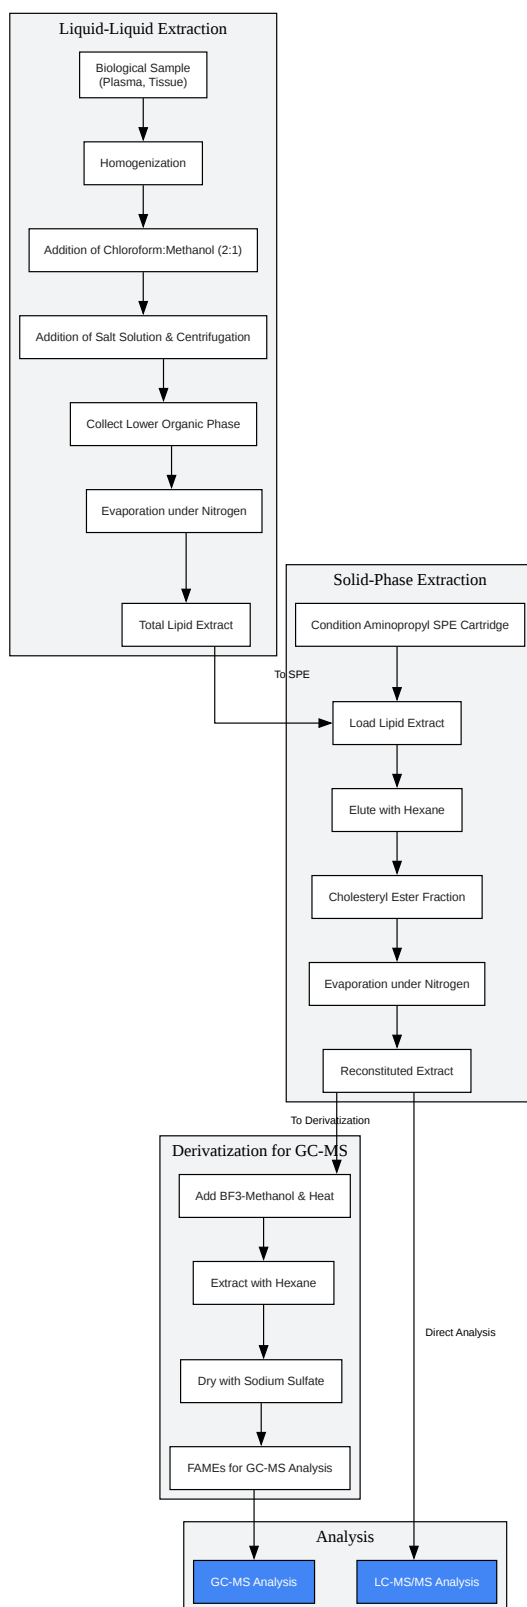 Liquid-Liquid Extraction
Biological Sample
(Plasma, Tissue)
Homogenization
Addition of Chloroform:Methanol (2:1)
Addition of Salt Solution & Centrifugation
Collect Lower Organic Phase
Evaporation under Nitrogen
Total Lipid Extract
To SPE
Solid-Phase Extraction
Condition Aminopropyl SPE Cartridge
Load Lipid Extract
Elute with Hexane
Cholesteryl Ester Fraction
Evaporation under Nitrogen
Reconstituted Extract
To Derivatization
Direct Analysis
Derivatization for GC-MS
Add BF3-Methanol & Heat
Extract with Hexane
Dry with Sodium Sulfate
FAMEs for GC-MS Analysis
Analysis
GC-MS Analysis
LC-MS/MS Analysis